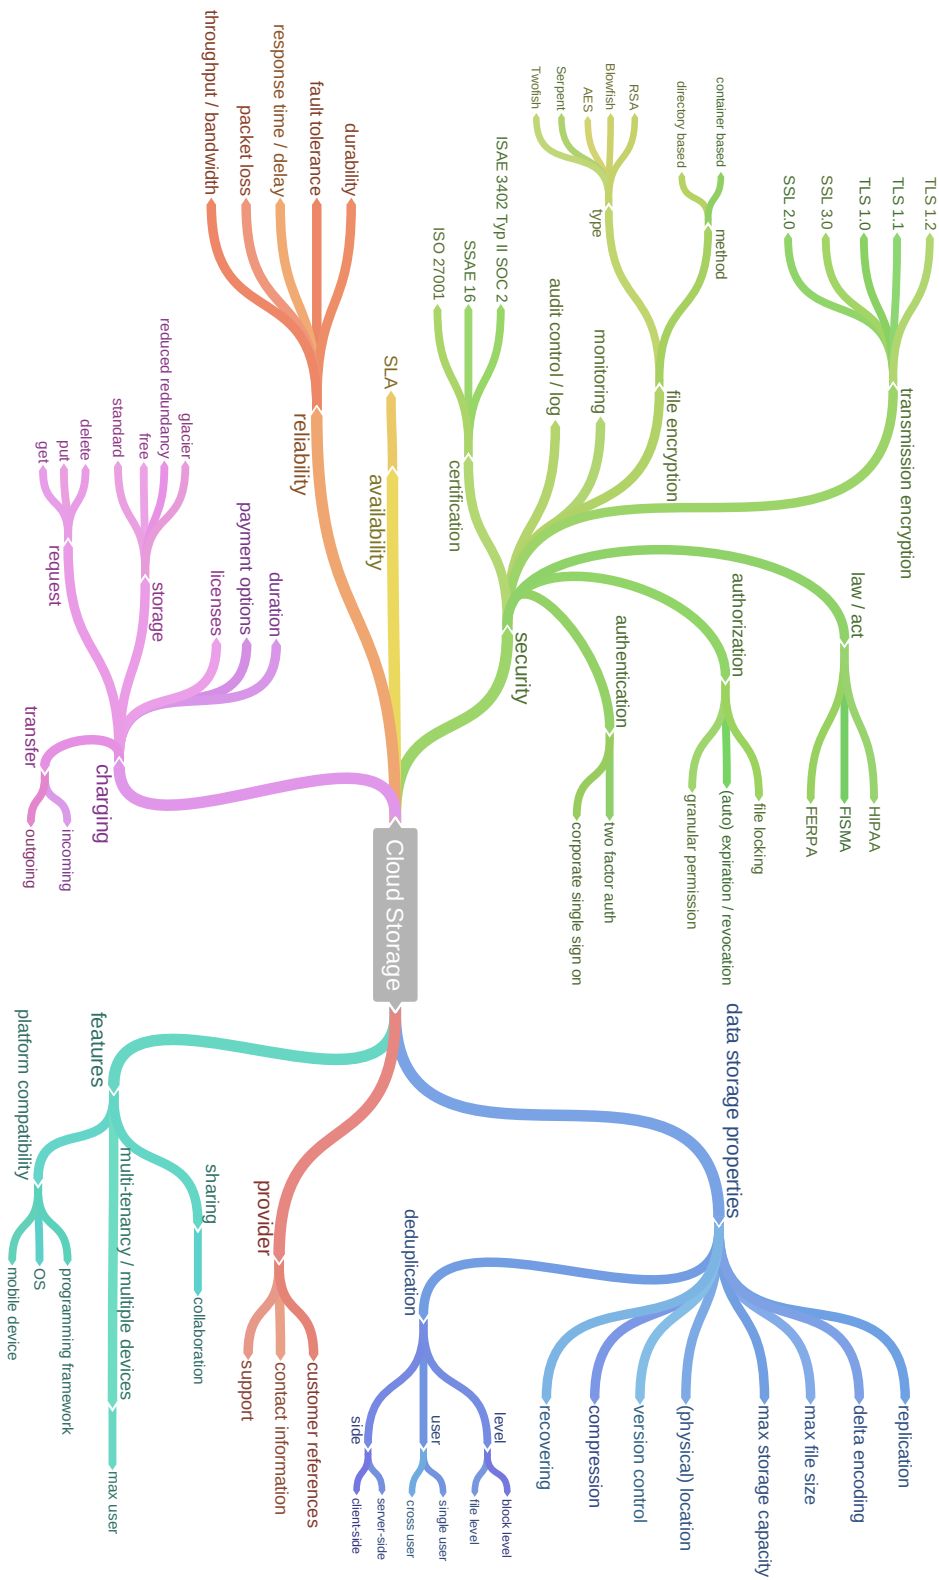 Cloud Storage
security
transmission encryption
TLS 1.2
TLS 1.1
TLS 1.0
SSL 3.0
SSL 2.0
file encryption
method
container based
directory based
type
RSA
Blowfish
AES
Serpent
Twofish
monitoring
audit control / log
certification
ISAE 3402 Typ II SOC 2
SSAE 16
ISO 27001
law / act
HIPAA
FISMA
FERPA
authorization
file locking
(auto) expiration / revocation
granular permission
authentication
two factor auth
corporate single sign on
availability
SLA
reliability
durability
fault tolerance
response time / delay
packet loss
throughput / bandwidth
charging
duration
payment options
licenses
storage
glacier
reduced redundancy
free
standard
request
delete
put
get
transfer
incoming
outgoing
data storage properties
replication
delta encoding
max file size
max storage capacity
(physical) location
version control
compression
recovering
deduplication
level
block level
file level
user
single user
cross user
side
server-side
client-side
provider
customer references
contact information
support
features
sharing
collaboration
multi-tenancy / multiple devices
max user
platform compatibility
programming framework
OS
mobile device